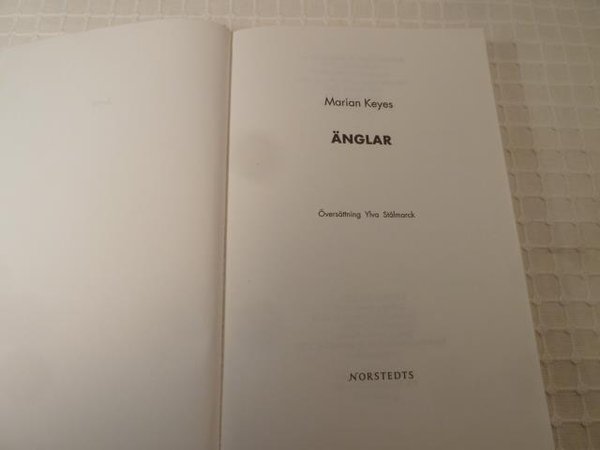 Marian Keyes
ÄNGLAR
Översättning Ylva Stålmarck
NORSTEDTS